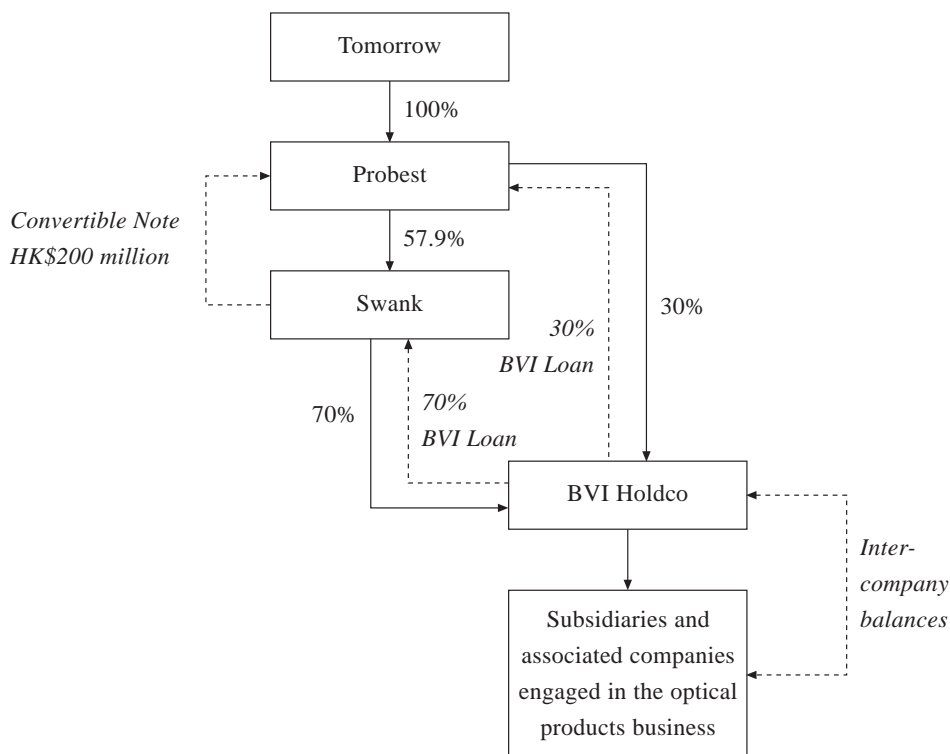 Tomorrow
100%
Probest
Convertible Note
HK$200 million
57.9%
Swank
30%
30%
BVI Loan
70%
70%
BVI Loan
BVI Holdco
Inter-
company
balances
Subsidiaries and
associated companies
engaged in the optical
products business